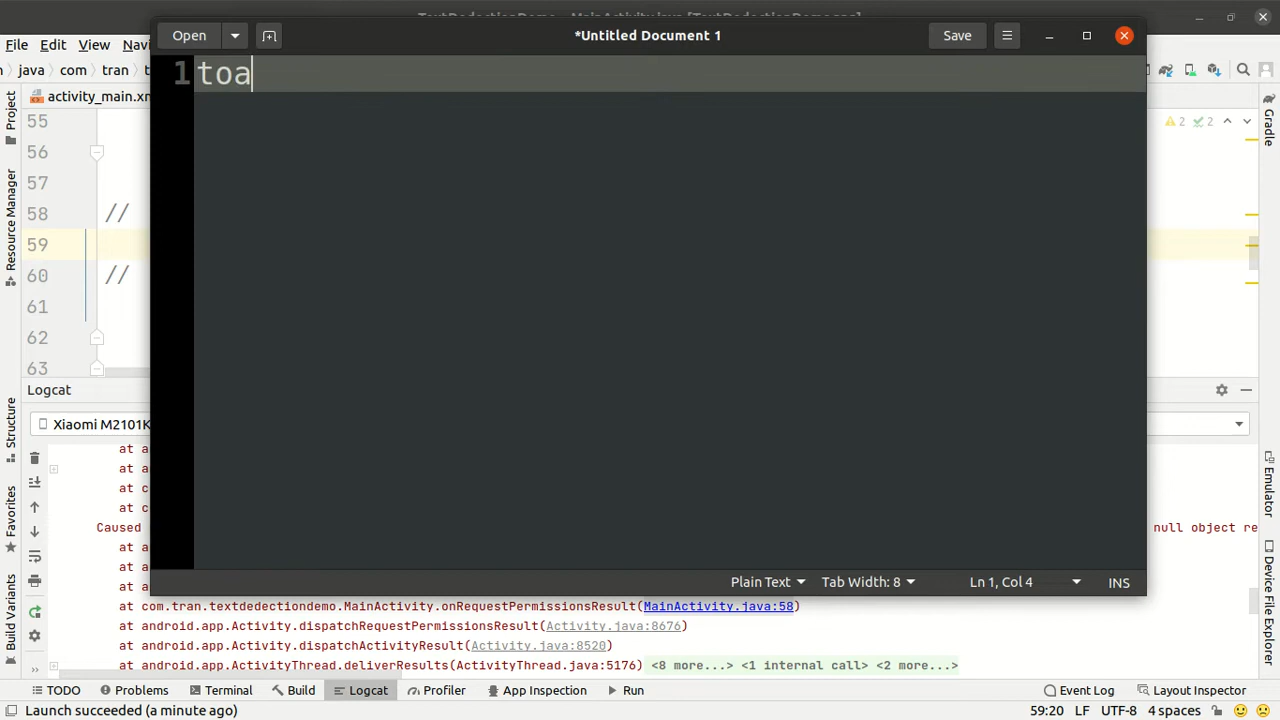 File Edit View
Open
*Untitled Document 1
Save
java com tran
activity_main.xm
1 toa
2 2
Project
Resource Manager
Structure
Favorites
Build Variants
Gradle
Emulator
Device File Explorer
55
56
57
58 //
59
60 //
61
62
63
Logcat
Xiaomi M2101K
at a
at a
at c
at c
Caused
null object re
at a
at a
at a
Plain Text
Tab Width: 8
Ln 1, Col 4
INS
at com.tran.textdedectiondemo.MainActivity.onRequestPermissionsResult(MainActivity.java:58)
at android.app.Activity.dispatchRequestPermissionsResult(Activity.java:8676)
at android.app.Activity.dispatchActivityResult(Activity.java:8520)
at android.app.ActivityThread.deliverResults(ActivityThread.java:5176) <8 more...> <1 internal call> <2 more...>
TODO Problems Terminal Build Logcat Profiler App Inspection Run Event Log Layout Inspector
Launch succeeded (a minute ago)
59:20 LF UTF-8 4 spaces